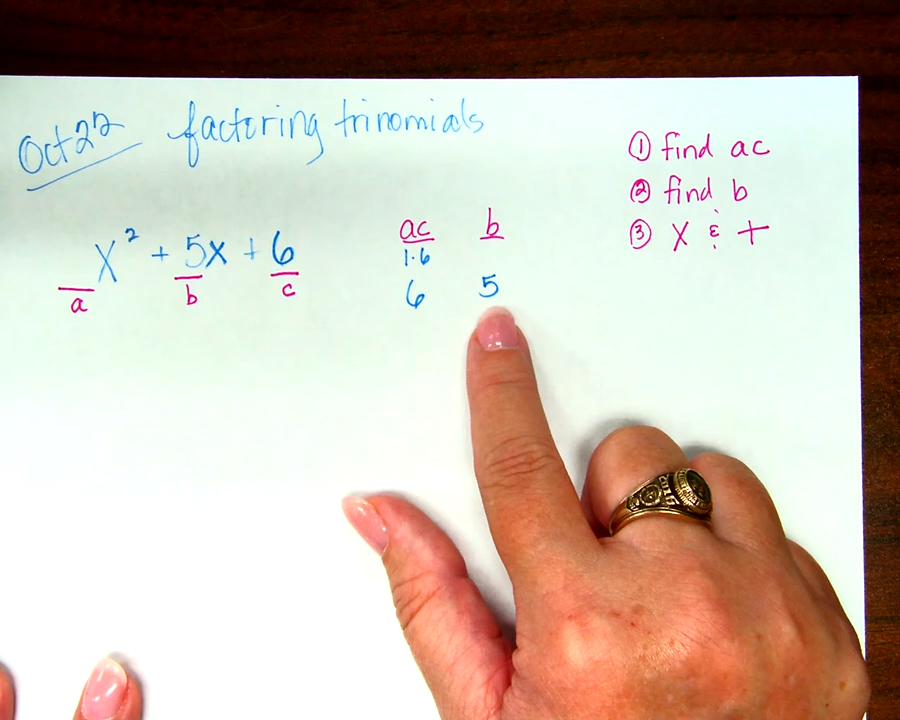 Oct 22 factoring trinomials
① find ac
② find b
③ x & +
x² + 5x + 6
a b c
ac b
1·6
6 5